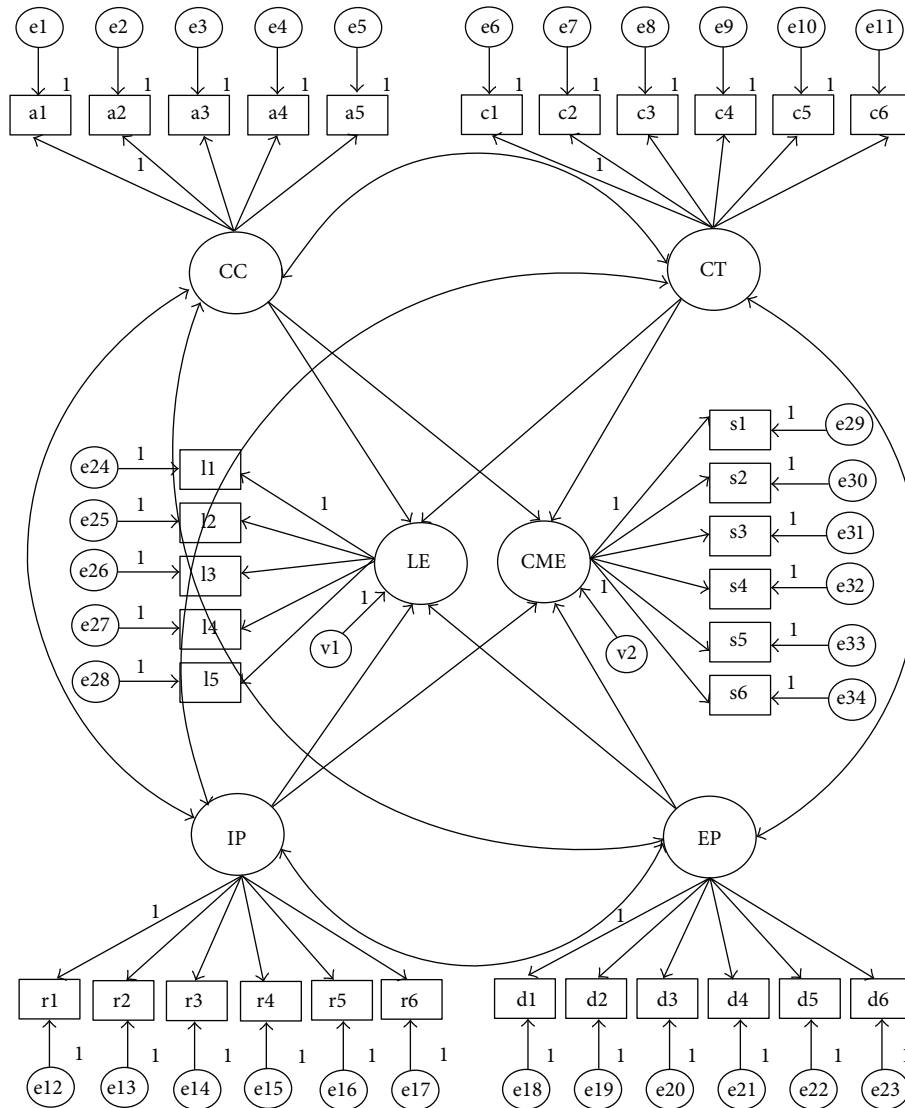 e1 e2 e3 e4 e5 e6 e7 e8 e9 e10 e11
1 1 1 1 1 1 1 1 1 1 1
a1 a2 a3 a4 a5 c1 c2 c3 c4 c5 c6
1 1
CC CT
s1 1 e29
e24 1 l1
s2 1 e30
1 1
e25 1 l2
s3 1 e31
e26 1 l3 LE CME
s4 1 e32
1 1
e27 1 l4
v1 v2
s5 1 e33
e28 1 l5
s6 1 e34
IP EP
1 1
r1 r2 r3 r4 r5 r6 d1 d2 d3 d4 d5 d6
1 1 1 1 1 1 1 1 1 1 1 1
e12 e13 e14 e15 e16 e17 e18 e19 e20 e21 e22 e23